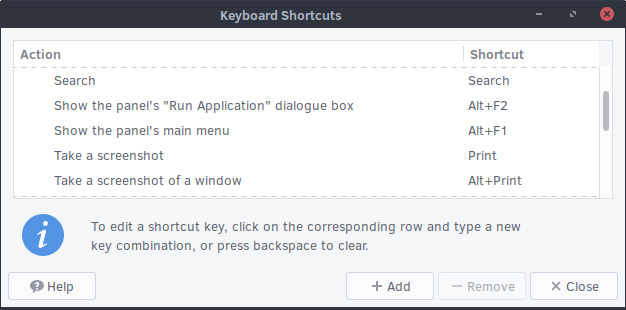 Keyboard Shortcuts
Action Shortcut
Search Search
Show the panel's "Run Application" dialogue box Alt+F2
Show the panel's main menu Alt+F1
Take a screenshot Print
Take a screenshot of a window Alt+Print
To edit a shortcut key, click on the corresponding row and type a new
key combination, or press backspace to clear.
Help Add Remove Close